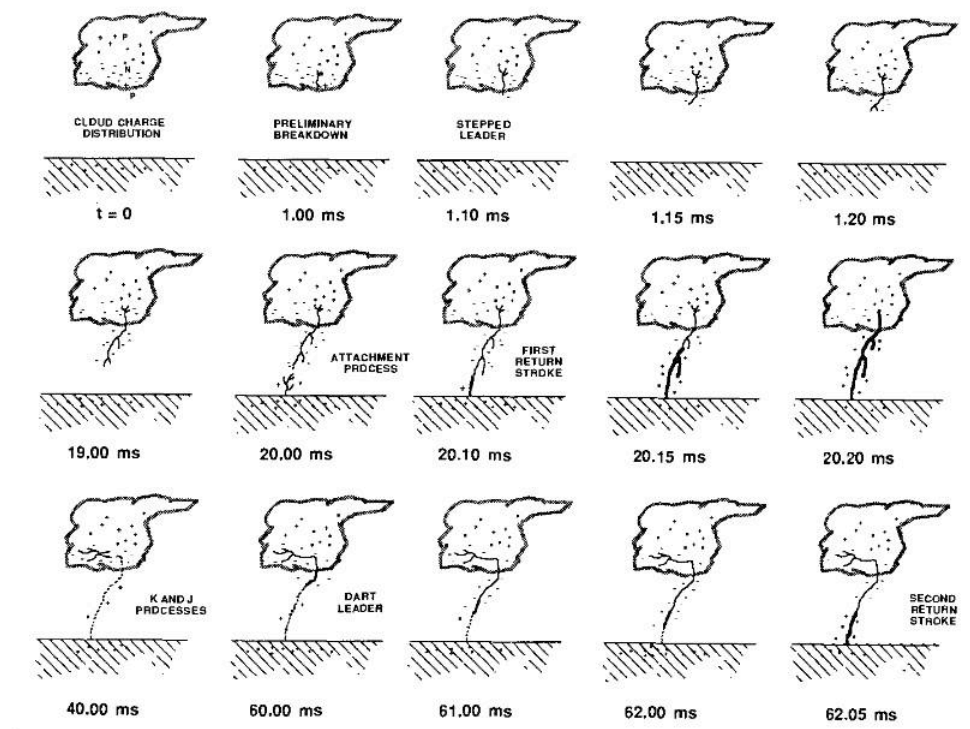 P
N
P
CLOUD CHARGE
DISTRIBUTION
PRELIMINARY
BREAKDOWN
STEPPED
LEADER
t = 0
1.00 ms
1.10 ms
1.15 ms
1.20 ms
ATTACHMENT
PROCESS
FIRST
RETURN
STROKE
19.00 ms
20.00 ms
20.10 ms
20.15 ms
20.20 ms
K AND J
PROCESSES
DART
LEADER
SECOND
RETURN
STROKE
40.00 ms
60.00 ms
61.00 ms
62.00 ms
62.05 ms